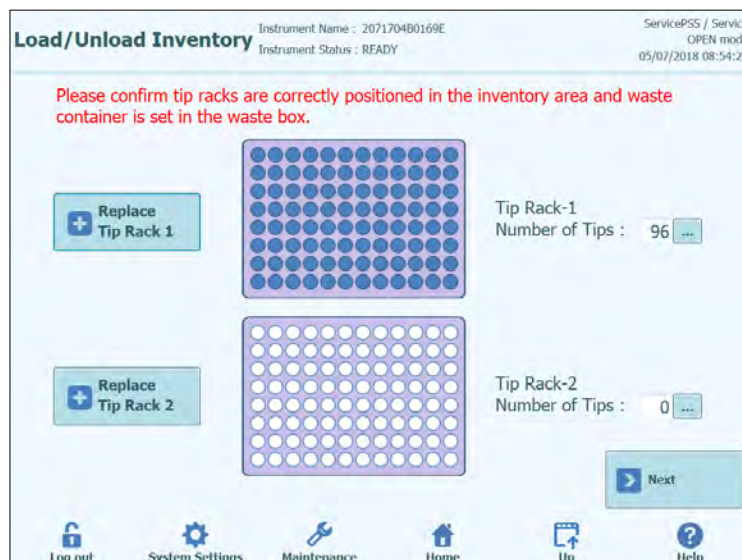 Load/Unload Inventory
Instrument Name : 2071704B0169E
Instrument Status : READY
ServicePSS / Servic
OPEN mod
05/07/2018 08:54:2
Please confirm tip racks are correctly positioned in the inventory area and waste
container is set in the waste box.
Replace
Tip Rack 1
Tip Rack-1
Number of Tips : 96 ...
Replace
Tip Rack 2
Tip Rack-2
Number of Tips : 0 ...
Next
Log out System Settings Maintenance Home Up Help